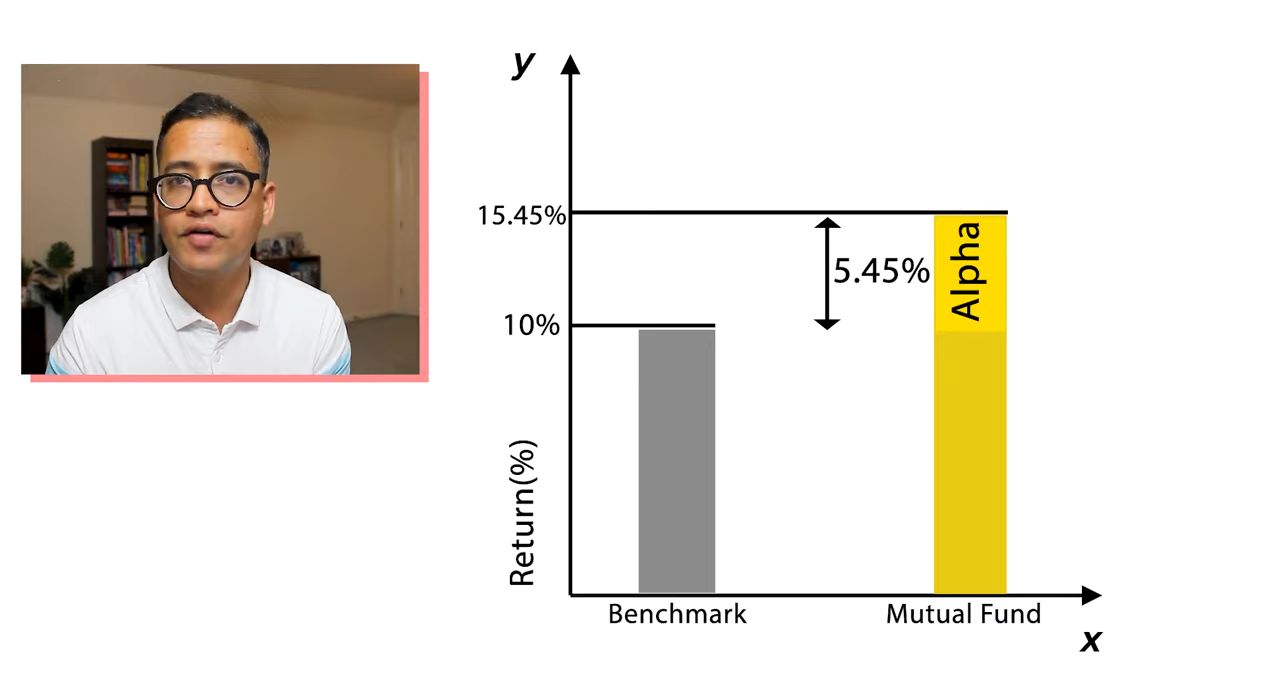 y
15.45%
5.45%
Alpha
10%
Return(%)
Benchmark
Mutual Fund
x